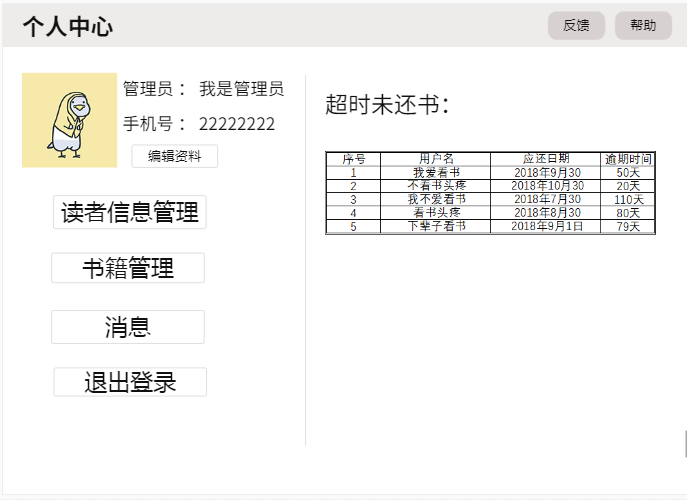 个人中心
反馈 帮助
管理员： 我是管理员
手机号： 22222222
编辑资料
读者信息管理
书籍管理
消息
退出登录
超时未还书：
序号 用户名 应还日期 逾期时间
1 我爱看书 2018年9月30 50天
2 不看书头疼 2018年10月30 20天
3 我不爱看书 2018年7月30 110天
4 看书头疼 2018年8月30 80天
5 下辈子看书 2018年9月1日 79天